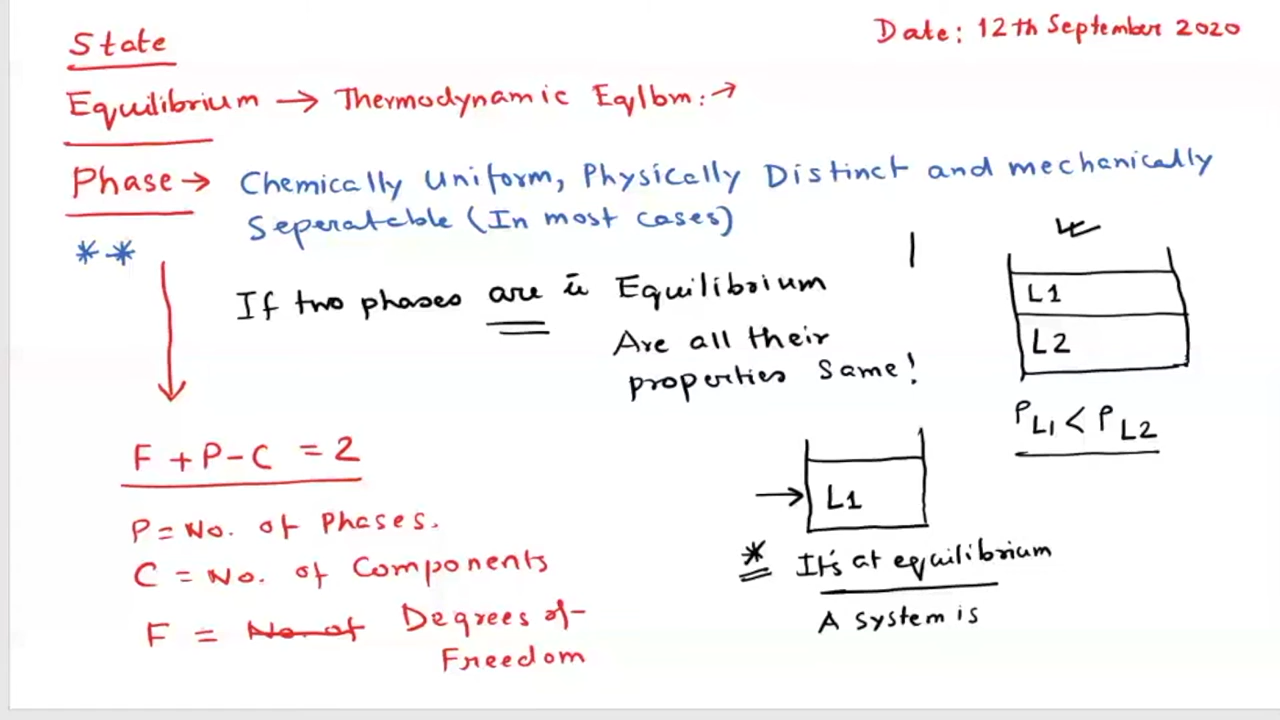 State
Date: 12th September 2020
Equilibrium → Thermodynamic Eqlbm: →
Phase → Chemically Uniform, Physically Distinct and mechanically
Seperatable (In most cases)
**
If two phases are in Equilibrium
Are all their
properties same!
L1
L2
ρL1 < ρL2
F + P - C = 2
L1
P = No. of Phases.
C = No. of Components
* It's at equilibrium
F = No of Degrees of
Freedom
A system is